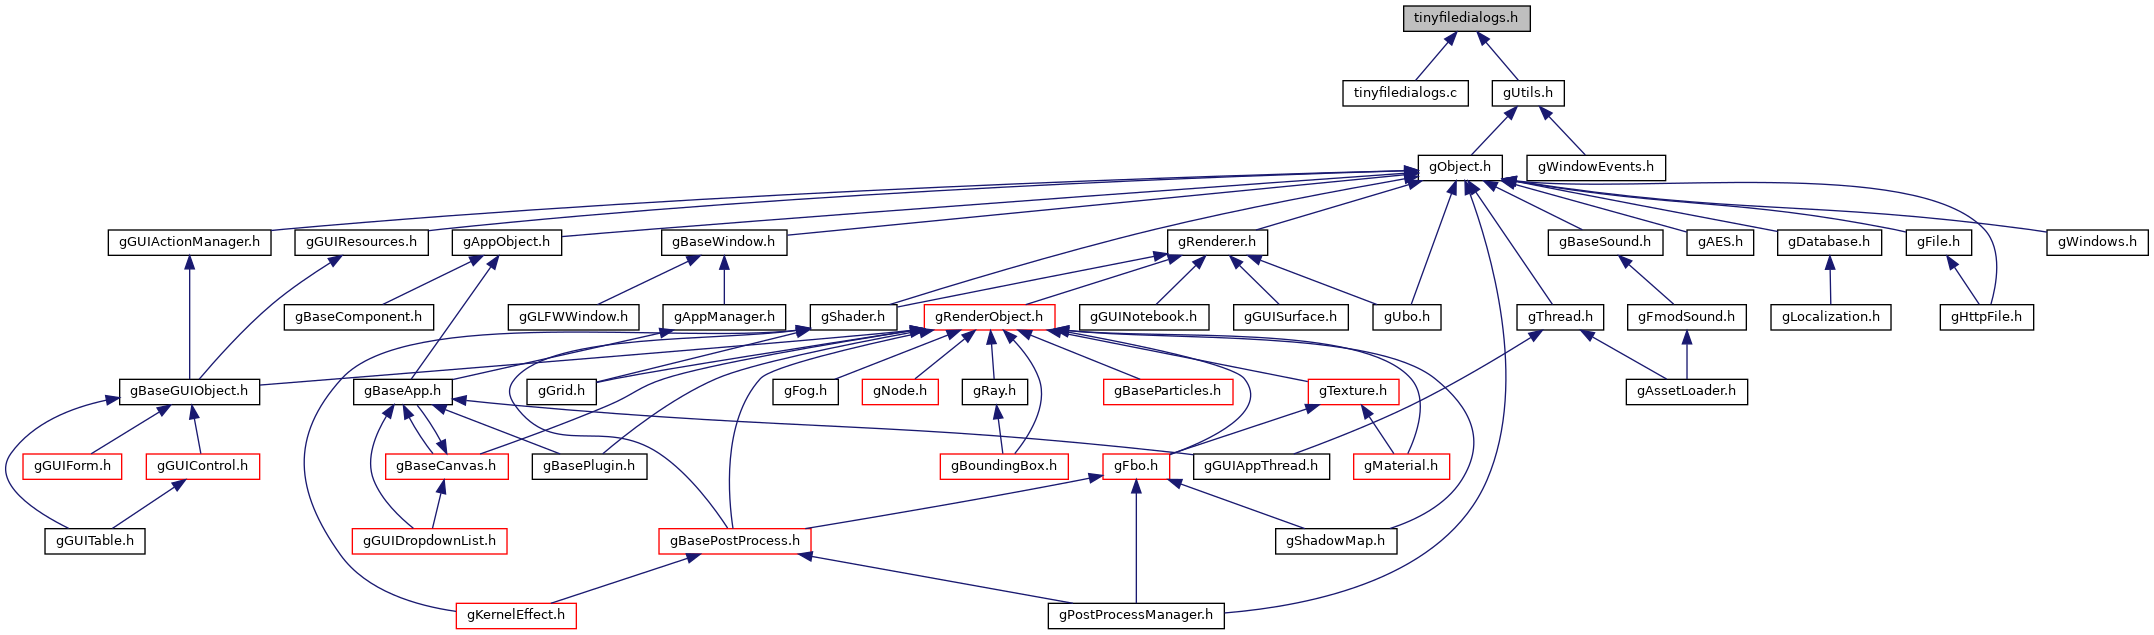 tinyfiledialogs.h
tinyfiledialogs.c
gUtils.h
gObject.h
gWindowEvents.h
gGUIActionManager.h
gGUIResources.h
gAppObject.h
gBaseWindow.h
gRenderer.h
gBaseSound.h
gAES.h
gDatabase.h
gFile.h
gWindows.h
gBaseComponent.h
gGLFWWindow.h
gAppManager.h
gShader.h
gRenderObject.h
gGUINotebook.h
gGUISurface.h
gUbo.h
gThread.h
gFmodSound.h
gLocalization.h
gHttpFile.h
gBaseGUIObject.h
gBaseApp.h
gGrid.h
gFog.h
gNode.h
gRay.h
gBaseParticles.h
gTexture.h
gAssetLoader.h
gGUIForm.h
gGUIControl.h
gBaseCanvas.h
gBasePlugin.h
gBoundingBox.h
gFbo.h
gGUIAppThread.h
gMaterial.h
gGUITable.h
gGUIDropdownList.h
gBasePostProcess.h
gShadowMap.h
gKernelEffect.h
gPostProcessManager.h